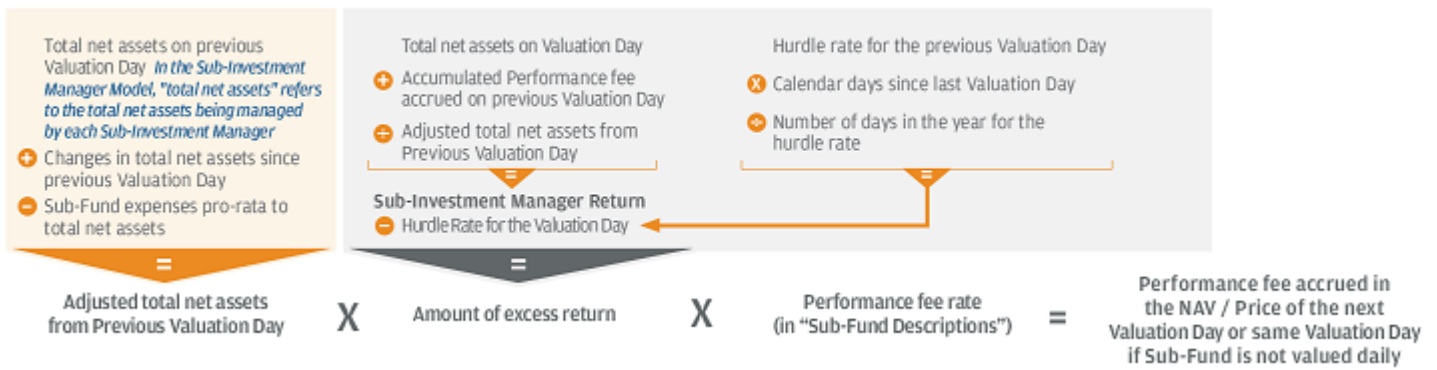 Total net assets on previous
Valuation Day In the Sub-Investment
Manager Model, "total net assets" refers
to the total net assets being managed
by each Sub-Investment Manager
+ Changes in total net assets since
previous Valuation Day
− Sub-Fund expenses pro-rata to
total net assets
=
Adjusted total net assets
from Previous Valuation Day
X
Total net assets on Valuation Day
+ Accumulated Performance fee
accrued on previous Valuation Day
÷ Adjusted total net assets from
Previous Valuation Day
=
Sub-Investment Manager Return
− Hurdle Rate for the Valuation Day
=
Amount of excess return
X
Hurdle rate for the previous Valuation Day
X Calendar days since last Valuation Day
÷ Number of days in the year for the
hurdle rate
=
Performance fee rate
(in “Sub-Fund Descriptions”)
=
Performance fee accrued in
the NAV / Price of the next
Valuation Day or same Valuation Day
if Sub-Fund is not valued daily